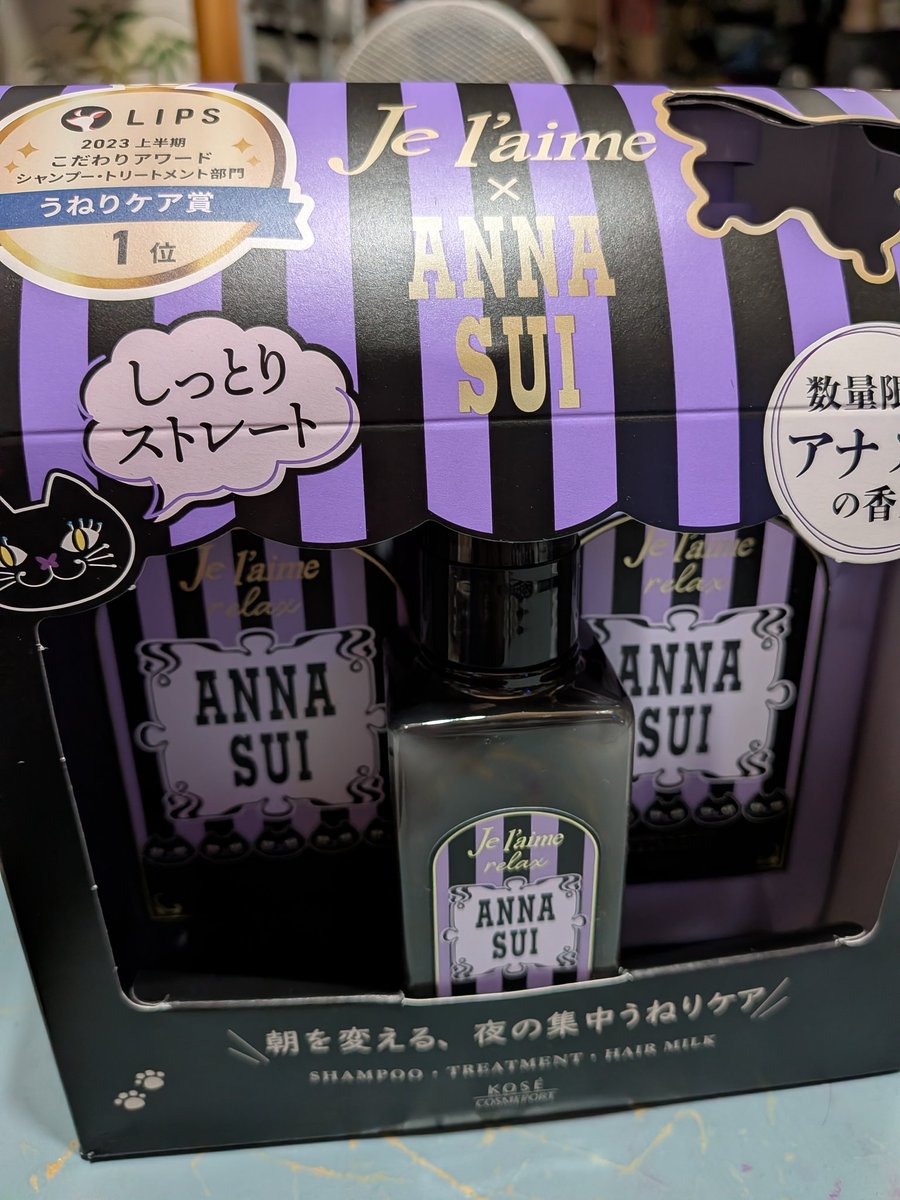 LIPS
2023 上半期
こだわりアワード
シャンプー・トリートメント部門
うねりケア賞
1位
Je l'aime
×
ANNA
SUI
しっとり
ストレート
数量限
アナ
の香
Je l'aime
relax
ANNA
SUI
Je l'aime
relax
ANNA
SUI
Je l'aime
relax
ANNA
SUI
朝を変える、夜の集中うねりケア
SHAMPOO・TREATMENT・HAIR MILK
KOSÉ
COSMEPORT